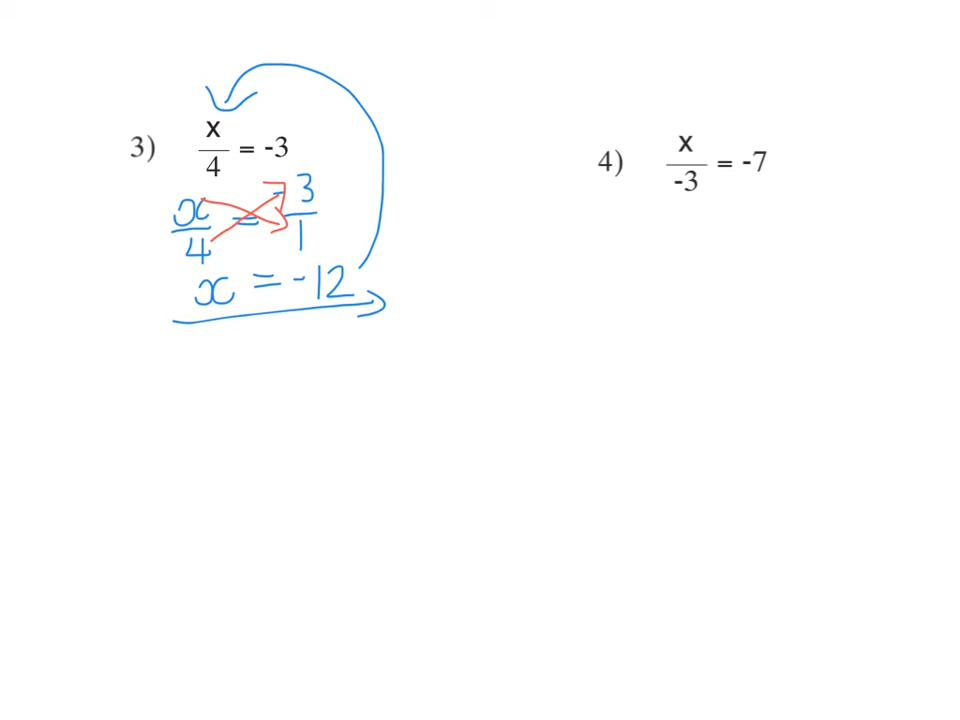 3) x/4 = -3
x/4 = -3/1
x = -12
4) x/-3 = -7